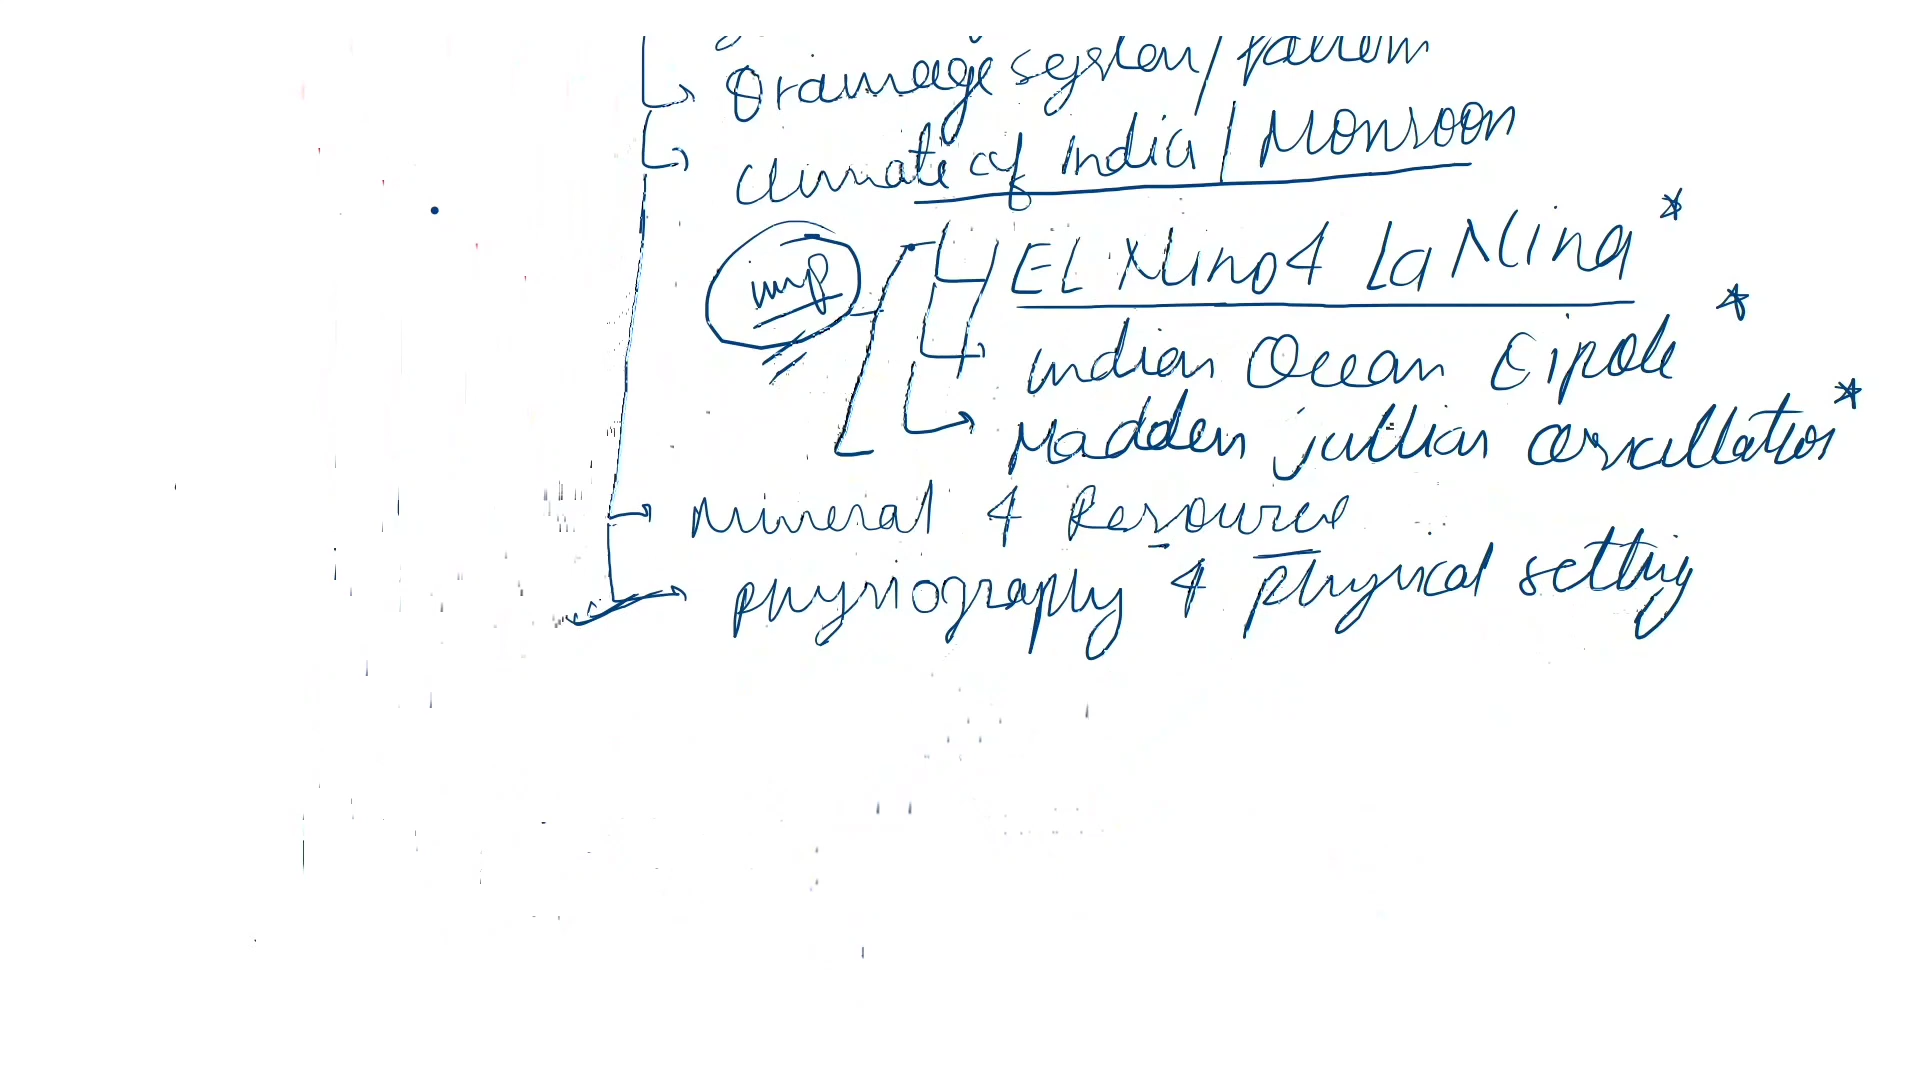 Drainage system/ pattern
Climate of India / Monsoon
imp
EL Nino & La Nina *
Indian Ocean Dipole *
Madden jullian oscillation *
Mineral & Resource
Physiography & Physical setting